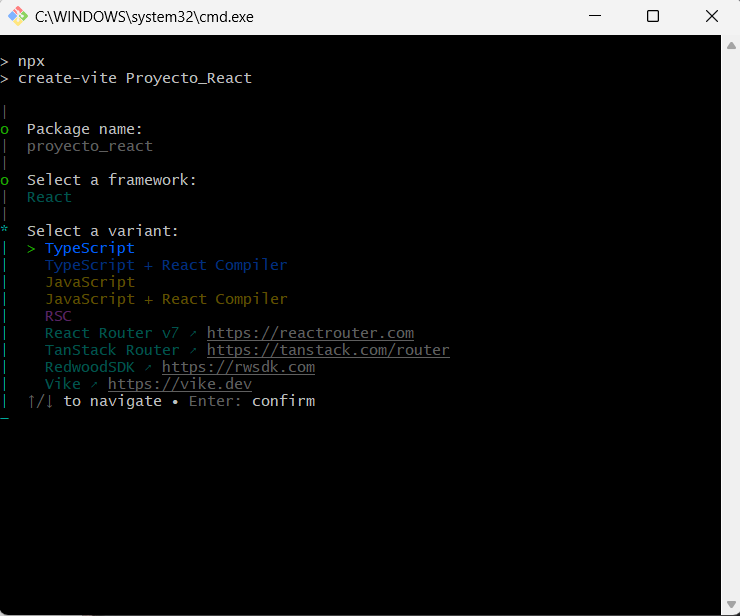 C:\WINDOWS\system32\cmd.exe
> npx
> create-vite Proyecto_React
|
o  Package name:
|  proyecto_react
|
o  Select a framework:
|  React
|
*  Select a variant:
|  > TypeScript
|    TypeScript + React Compiler
|    JavaScript
|    JavaScript + React Compiler
|    RSC
|    React Router v7 ↗ https://reactrouter.com
|    TanStack Router ↗ https://tanstack.com/router
|    RedwoodSDK ↗ https://rwsdk.com
|    Vike ↗ https://vike.dev
|  ↑/↓ to navigate • Enter: confirm
—